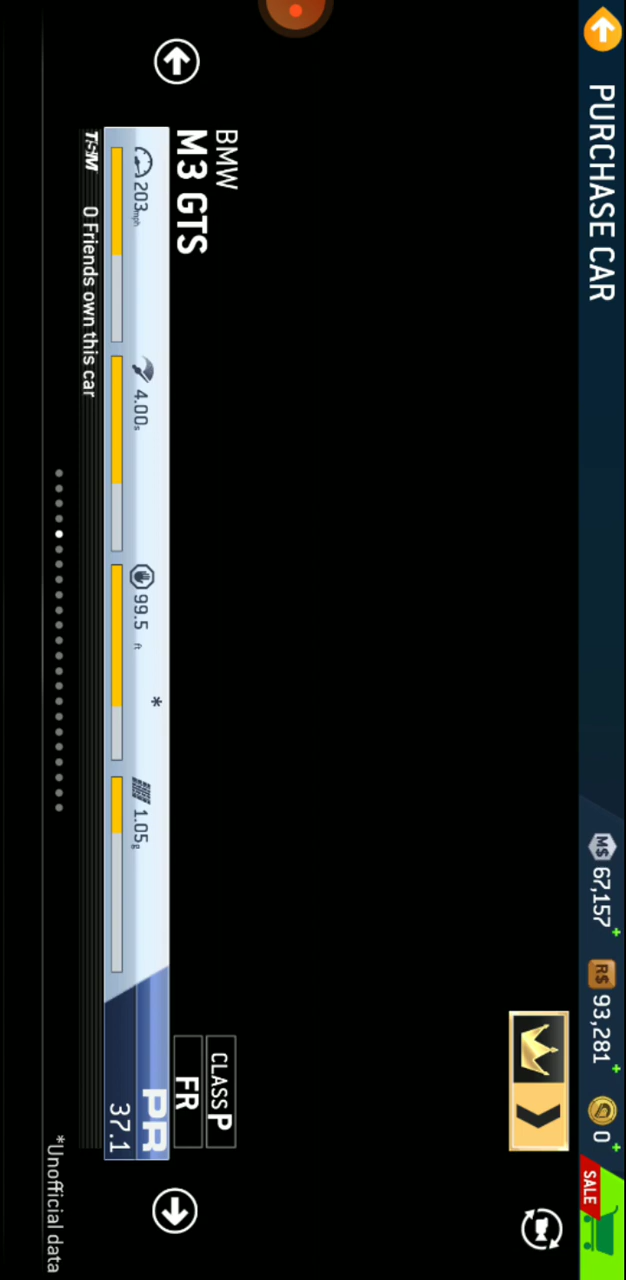 PURCHASE CAR
M$ 67,157+
R$ 93,281+
0+
SALE
BMW
M3 GTS
CLASS P
FR
203mph
4.00s
99.5 ft
*
1.05g
PR
37.1
0 Friends own this car
*Unofficial data